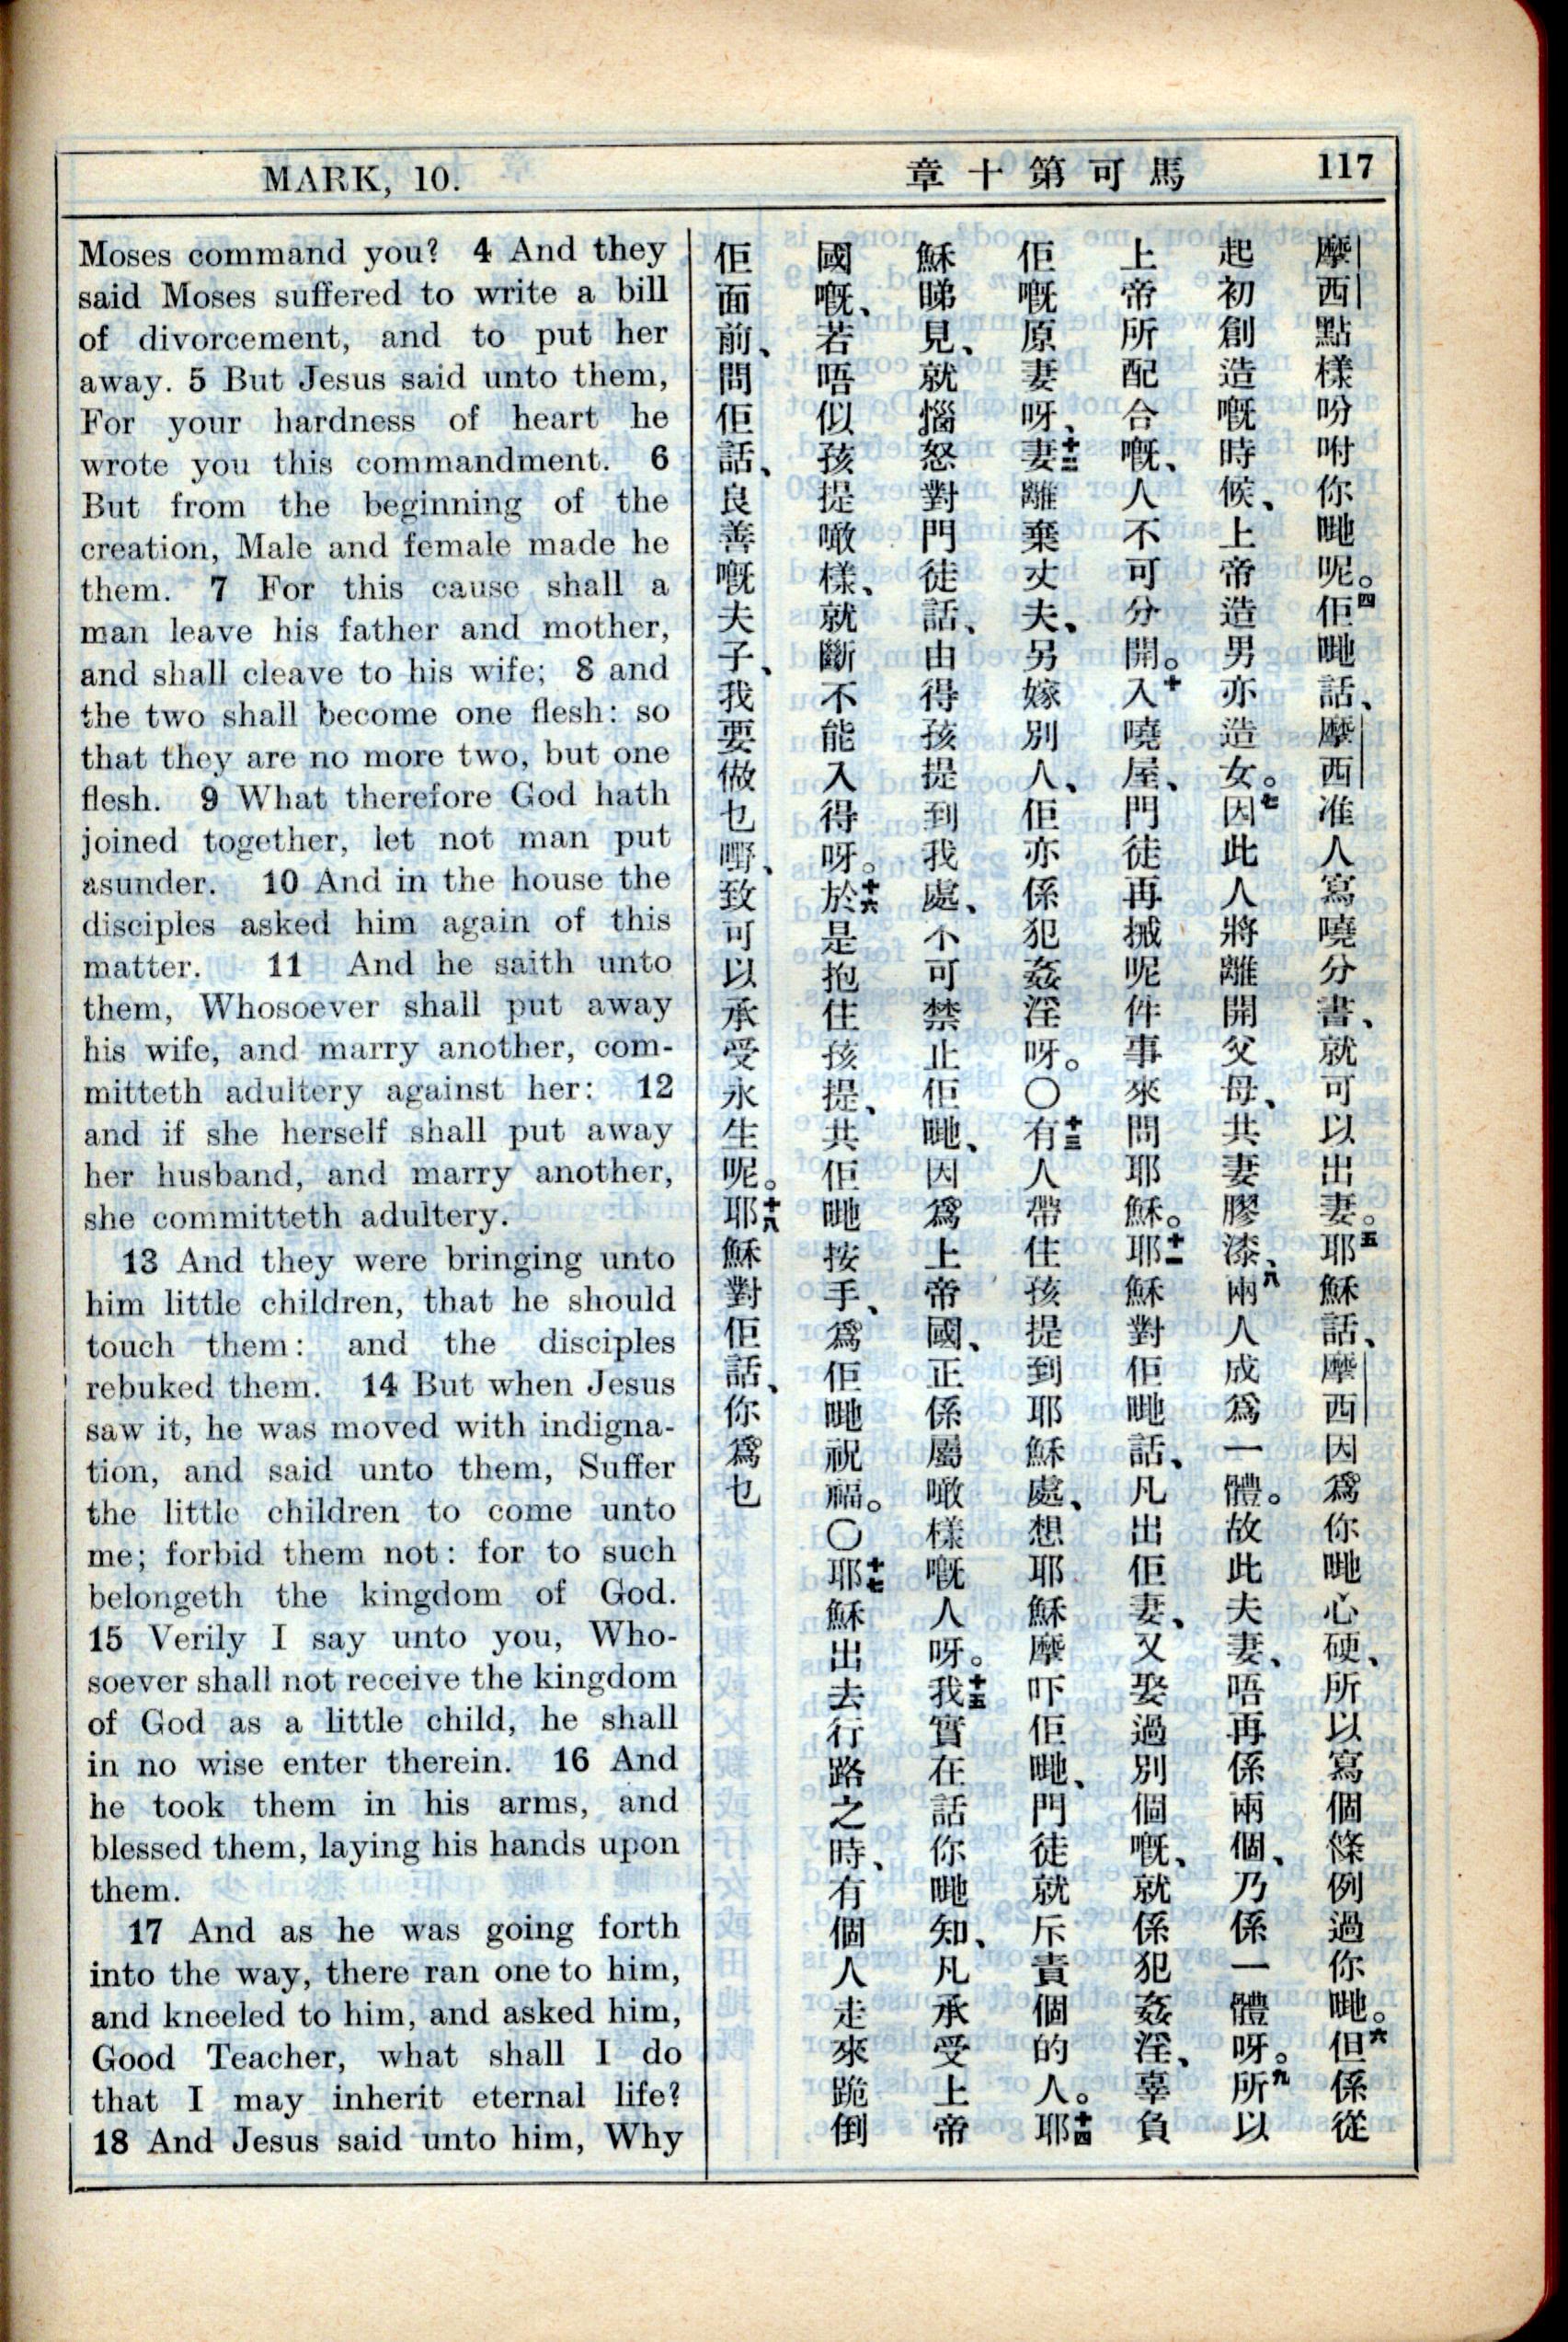 MARK, 10.
章十第可馬
117
Moses command you? 4 And they
said Moses suffered to write a bill
of divorcement, and to put her
away. 5 But Jesus said unto them,
For your hardness of heart he
wrote you this commandment. 6
But from the beginning of the
creation, Male and female made he
them. 7 For this cause shall a
man leave his father and mother,
and shall cleave to his wife; 8 and
the two shall become one flesh: so
that they are no more two, but one
flesh. 9 What therefore God hath
joined together, let not man put
asunder. 10 And in the house the
disciples asked him again of this
matter. 11 And he saith unto
them, Whosoever shall put away
his wife, and marry another, com-
mitteth adultery against her: 12
and if she herself shall put away
her husband, and marry another,
she committeth adultery.
13 And they were bringing unto
him little children, that he should
touch them: and the disciples
rebuked them. 14 But when Jesus
saw it, he was moved with indigna-
tion, and said unto them, Suffer
the little children to come unto
me; forbid them not: for to such
belongeth the kingdom of God.
15 Verily I say unto you, Who-
soever shall not receive the kingdom
of God as a little child, he shall
in no wise enter therein. 16 And
he took them in his arms, and
blessed them, laying his hands upon
them.
17 And as he was going forth
into the way, there ran one to him,
and kneeled to him, and asked him,
Good Teacher, what shall I do
that I may inherit eternal life?
18 And Jesus said unto him, Why
摩西點樣吩咐你哋呢。四佢哋話、摩西准人寫嘵分書、就可以出妻。五耶穌話、摩西因爲你哋心硬、所以寫個條例過你哋。六但係從
起初創造嘅時候、上帝造男亦造女。七因此人將離開父母、共妻膠漆、八兩人成爲一體。故此夫妻、唔再係兩個、乃係一體呀。九所以
上帝所配合嘅、人不可分開。十入嘵屋、門徒再搣呢件事來問耶穌。十一耶穌對佢哋話、凡出佢妻、又娶過別個嘅、就係犯姦淫、辜負
佢嘅原妻呀、十二妻離棄丈夫、另嫁別人、佢亦係犯姦淫呀。〇十三有人帶住孩提到耶穌處、想耶穌摩吓佢哋、門徒就斥責個的人。十四耶
穌睇見、就惱怒對門徒話、由得孩提到我處、不可禁止佢哋、因爲上帝國、正係屬噉樣嘅人呀。十五我實在話你哋知、凡承受上帝
國嘅、若唔似孩提噉樣、就斷不能入得呀。十六於是抱住孩提、共佢哋按手、爲佢哋祝福。〇十七耶穌出去行路之時、有個人走來跪倒
佢面前、問佢話、良善嘅夫子、我要做乜嘢、致可以承受永生呢。十八耶穌對佢話、你爲乜